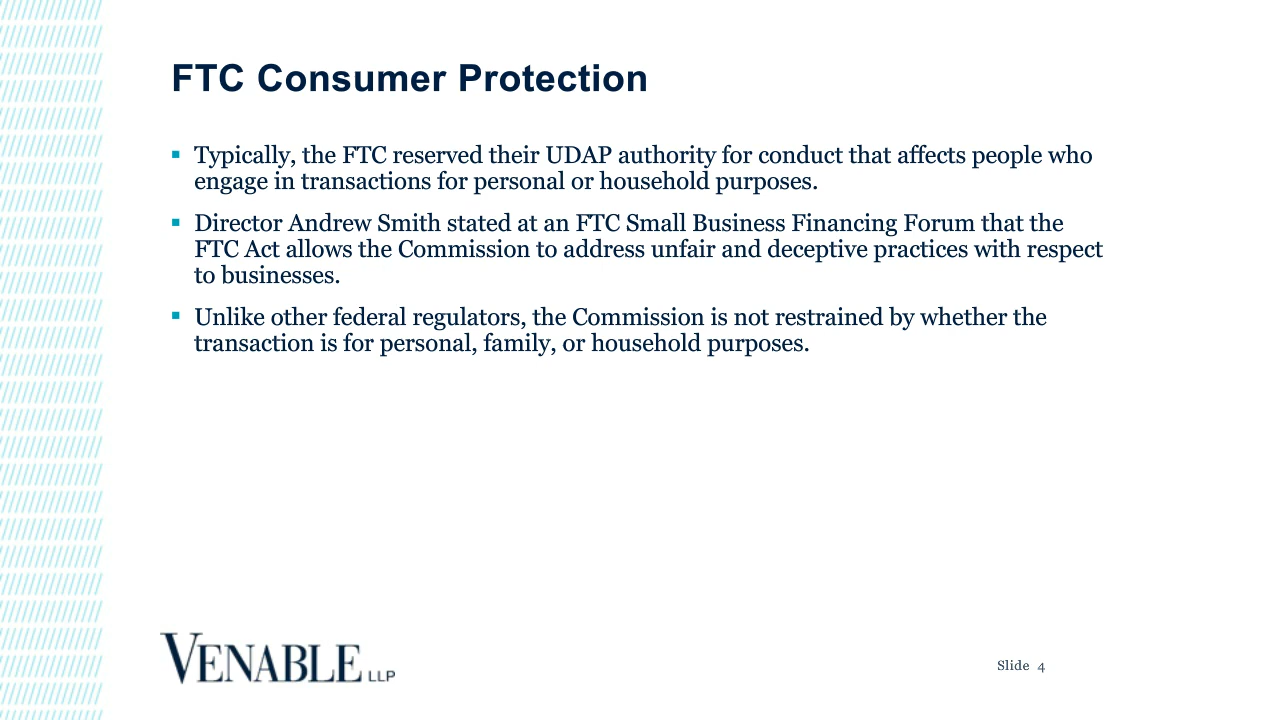 FTC Consumer Protection
Typically, the FTC reserved their UDAP authority for conduct that affects people who
engage in transactions for personal or household purposes.
Director Andrew Smith stated at an FTC Small Business Financing Forum that the
FTC Act allows the Commission to address unfair and deceptive practices with respect
to businesses.
Unlike other federal regulators, the Commission is not restrained by whether the
transaction is for personal, family, or household purposes.
VENABLE LLP
Slide 4